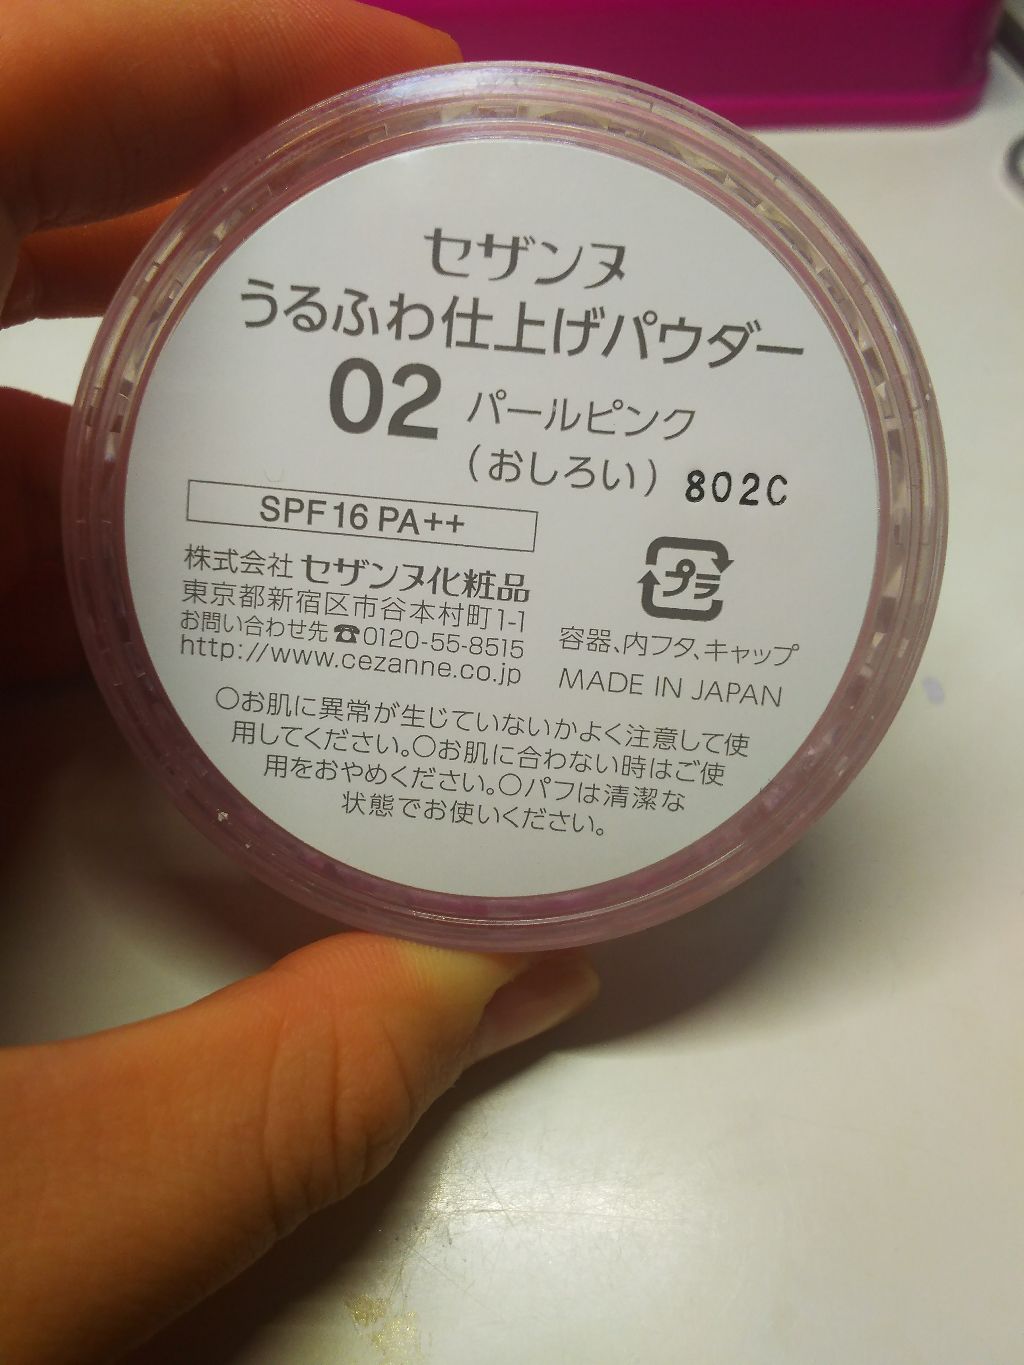 セザンヌ
うるふわ仕上げパウダー
02 パールピンク
(おしろい) 802C
SPF16 PA++
株式会社 セザンヌ化粧品
東京都新宿区市谷本村町1-1
お問い合わせ先☎0120-55-8515
http://www.cezanne.co.jp
プラ
容器、内フタ、キャップ
MADE IN JAPAN
○お肌に異常が生じていないかよく注意して使
用してください。○お肌に合わない時はご使
用をおやめください。○パフは清潔な
状態でお使いください。